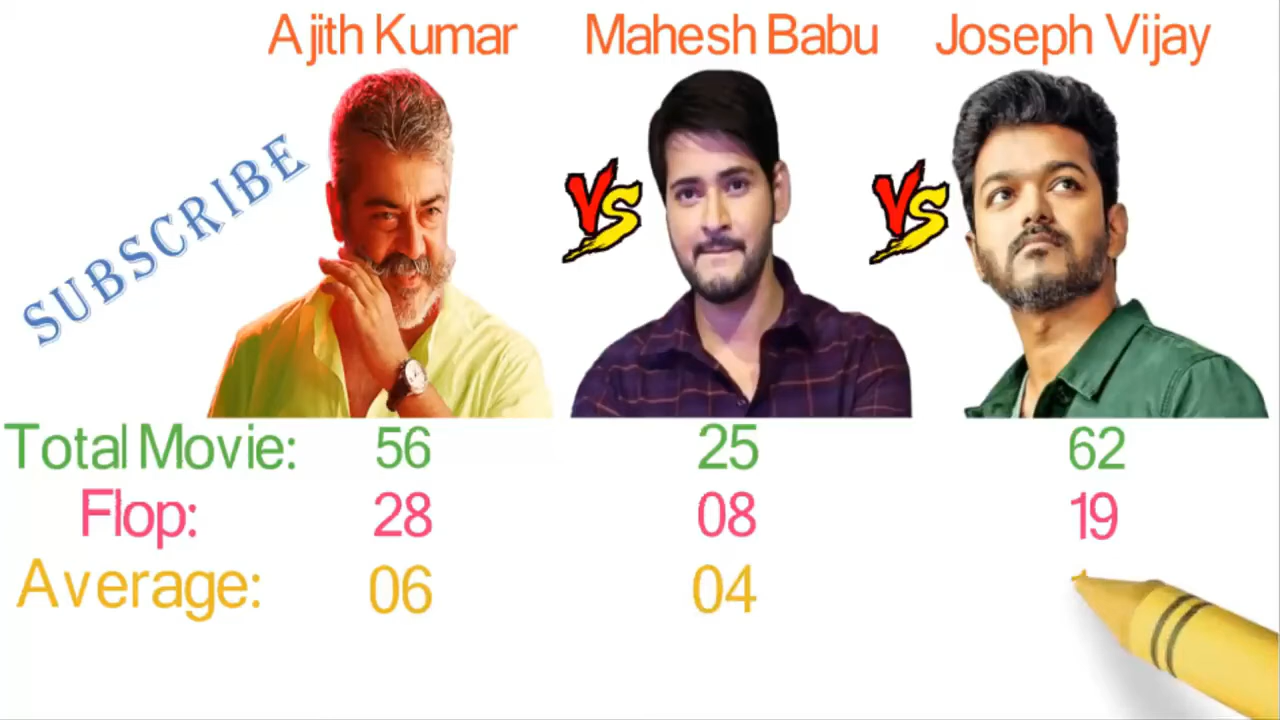 Ajith Kumar Mahesh Babu Joseph Vijay
SUBSCRIBE
VS VS
Total Movie: 56 25 62
Flop: 28 08 19
Average: 06 04